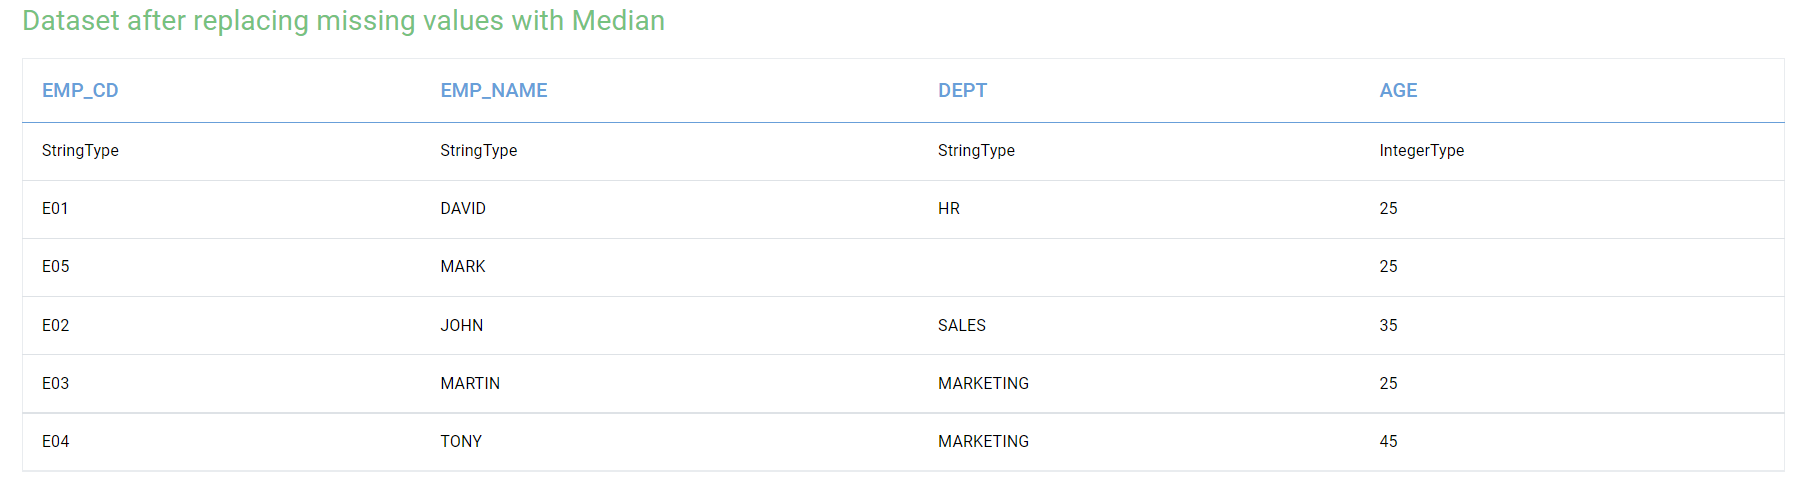 Dataset after replacing missing values with Median
EMP_CD EMP_NAME DEPT AGE
StringType StringType StringType IntegerType
E01 DAVID HR 25
E05 MARK 25
E02 JOHN SALES 35
E03 MARTIN MARKETING 25
E04 TONY MARKETING 45